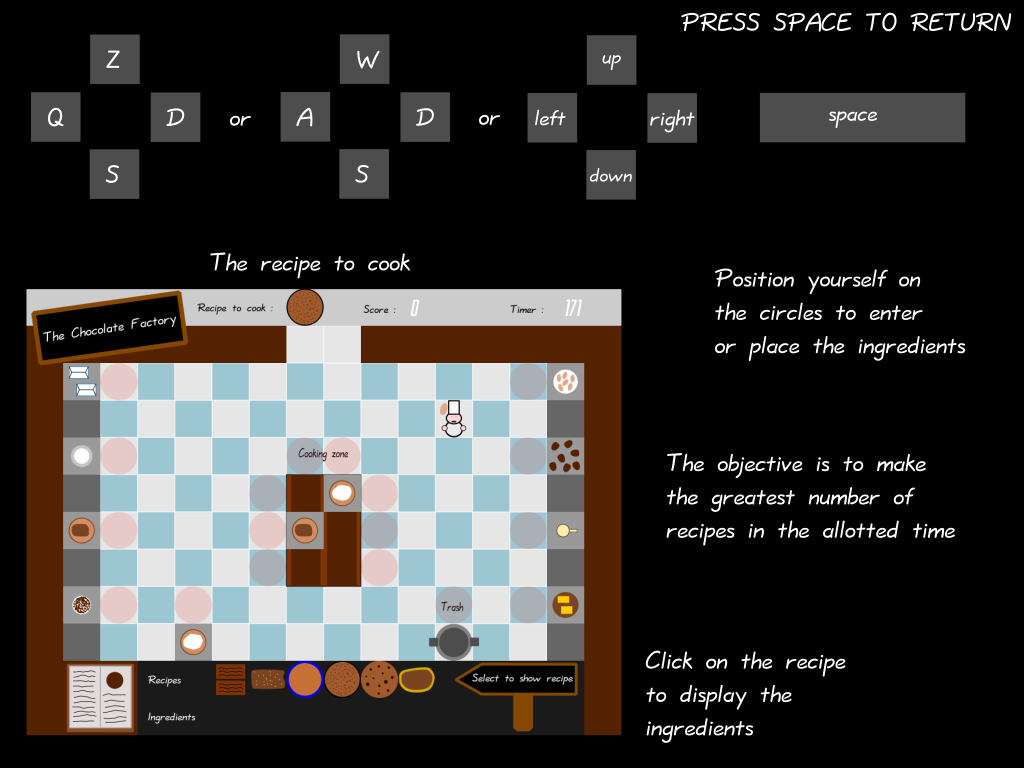 PRESS SPACE TO RETURN
Z
W
up
Q
D
or
A
D
or
left
right
space
S
S
down
The recipe to cook
Position yourself on
the circles to enter
or place the ingredients
The Chocolate Factory
Recipe to cook :
Score :
0
Timer :
171
Cooking zone
The objective is to make
the greatest number of
recipes in the allotted time
Trash
Recipes
Select to show recipe
Ingredients
Click on the recipe
to display the
ingredients